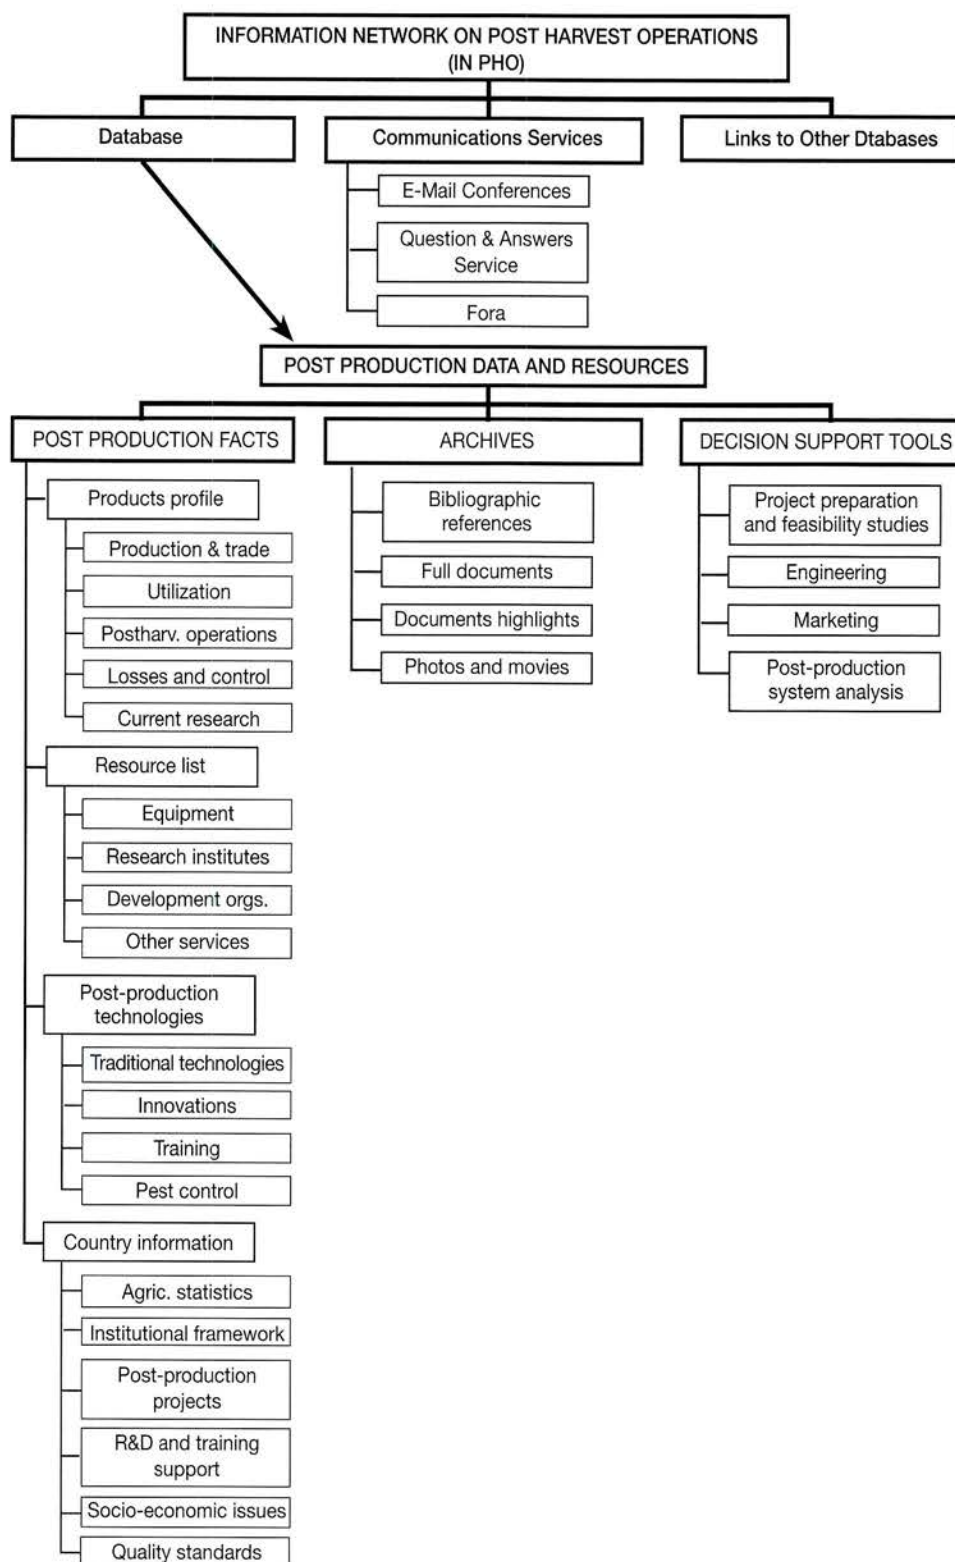 INFORMATION NETWORK ON POST HARVEST OPERATIONS
(IN PHO)
Database
Communications Services
Links to Other Dtabases
E-Mail Conferences
Question & Answers
Service
Fora
POST PRODUCTION DATA AND RESOURCES
POST PRODUCTION FACTS
ARCHIVES
DECISION SUPPORT TOOLS
Products profile
Production & trade
Utilization
Postharv. operations
Losses and control
Current research
Resource list
Equipment
Research institutes
Development orgs.
Other services
Post-production
technologies
Traditional technologies
Innovations
Training
Pest control
Country information
Agric. statistics
Institutional framework
Post-production
projects
R&D and training
support
Socio-economic issues
Quality standards
Bibliographic
references
Full documents
Documents highlights
Photos and movies
Project preparation
and feasibility studies
Engineering
Marketing
Post-production
system analysis